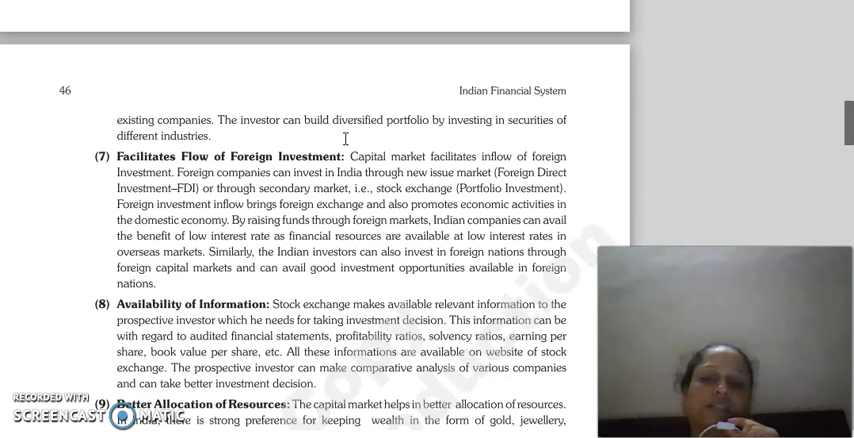 46
Indian Financial System
existing companies. The investor can build diversified portfolio by investing in securities of
different industries.
(7) Facilitates Flow of Foreign Investment: Capital market facilitates inflow of foreign
Investment. Foreign companies can invest in India through new issue market (Foreign Direct
Investment–FDI) or through secondary market, i.e., stock exchange (Portfolio Investment).
Foreign investment inflow brings foreign exchange and also promotes economic activities in
the domestic economy. By raising funds through foreign markets, Indian companies can avail
the benefit of low interest rate as financial resources are available at low interest rates in
overseas markets. Similarly, the Indian investors can also invest in foreign nations through
foreign capital markets and can avail good investment opportunities available in foreign
nations.
(8) Availability of Information: Stock exchange makes available relevant information to the
prospective investor which he needs for taking investment decision. This information can be
with regard to audited financial statements, profitability ratios, solvency ratios, earning per
share, book value per share, etc. All these informations are available on website of stock
exchange. The prospective investor can make comparative analysis of various companies
and can take better investment decision.
(9) Better Allocation of Resources: The capital market helps in better allocation of resources.
In India, there is strong preference for keeping wealth in the form of gold, jewellery,
RECORDED WITH
SCREENCAST MATIC